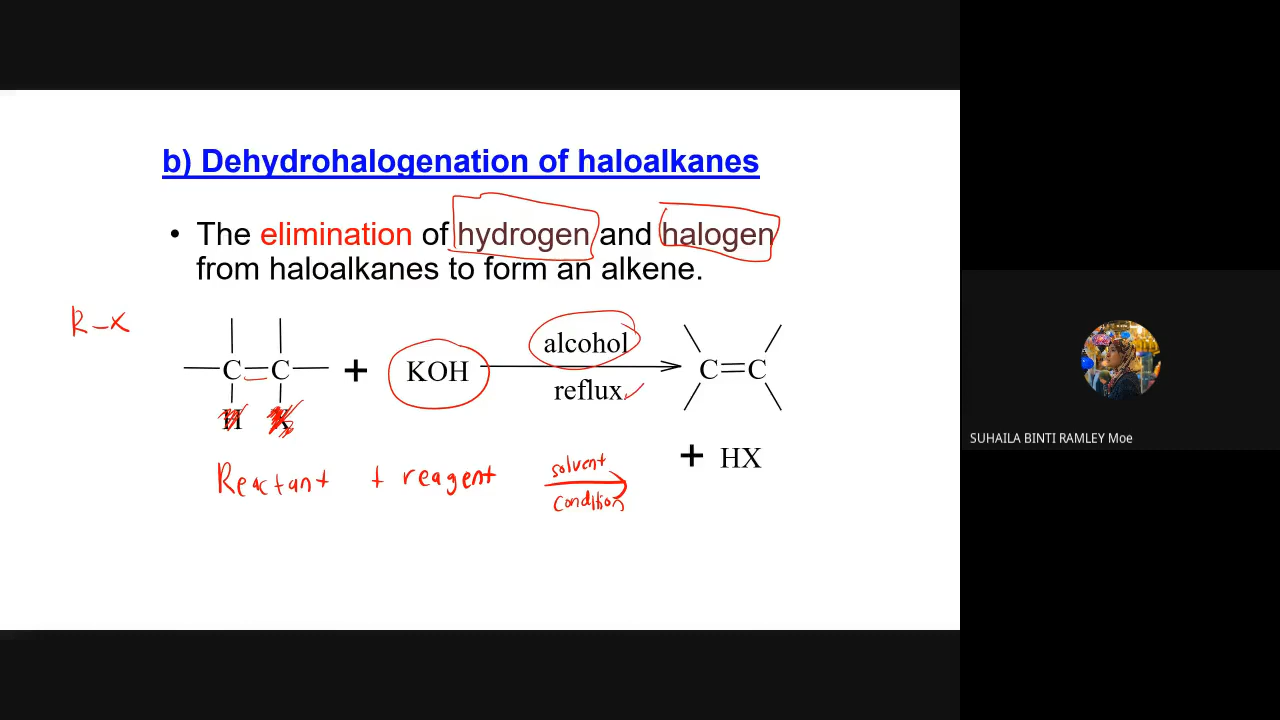 b) Dehydrohalogenation of haloalkanes
• The elimination of hydrogen and halogen
from haloalkanes to form an alkene.
R-X
C=C + KOH alcohol C=C
reflux
H X
+ HX
Reactant + reagent solvent
condition
SUHAILA BINTI RAMLEY Moe